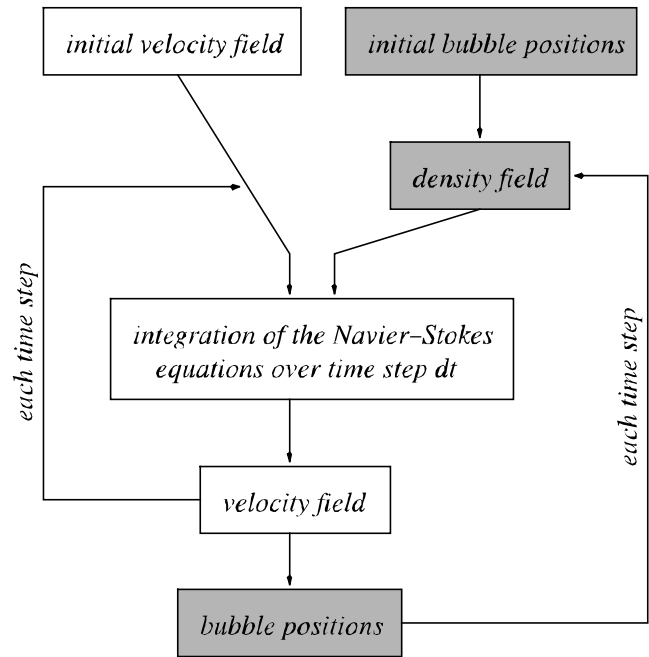 initial velocity field
initial bubble positions
density field
each time step
integration of the Navier–Stokes
equations over time step dt
each time step
velocity field
bubble positions